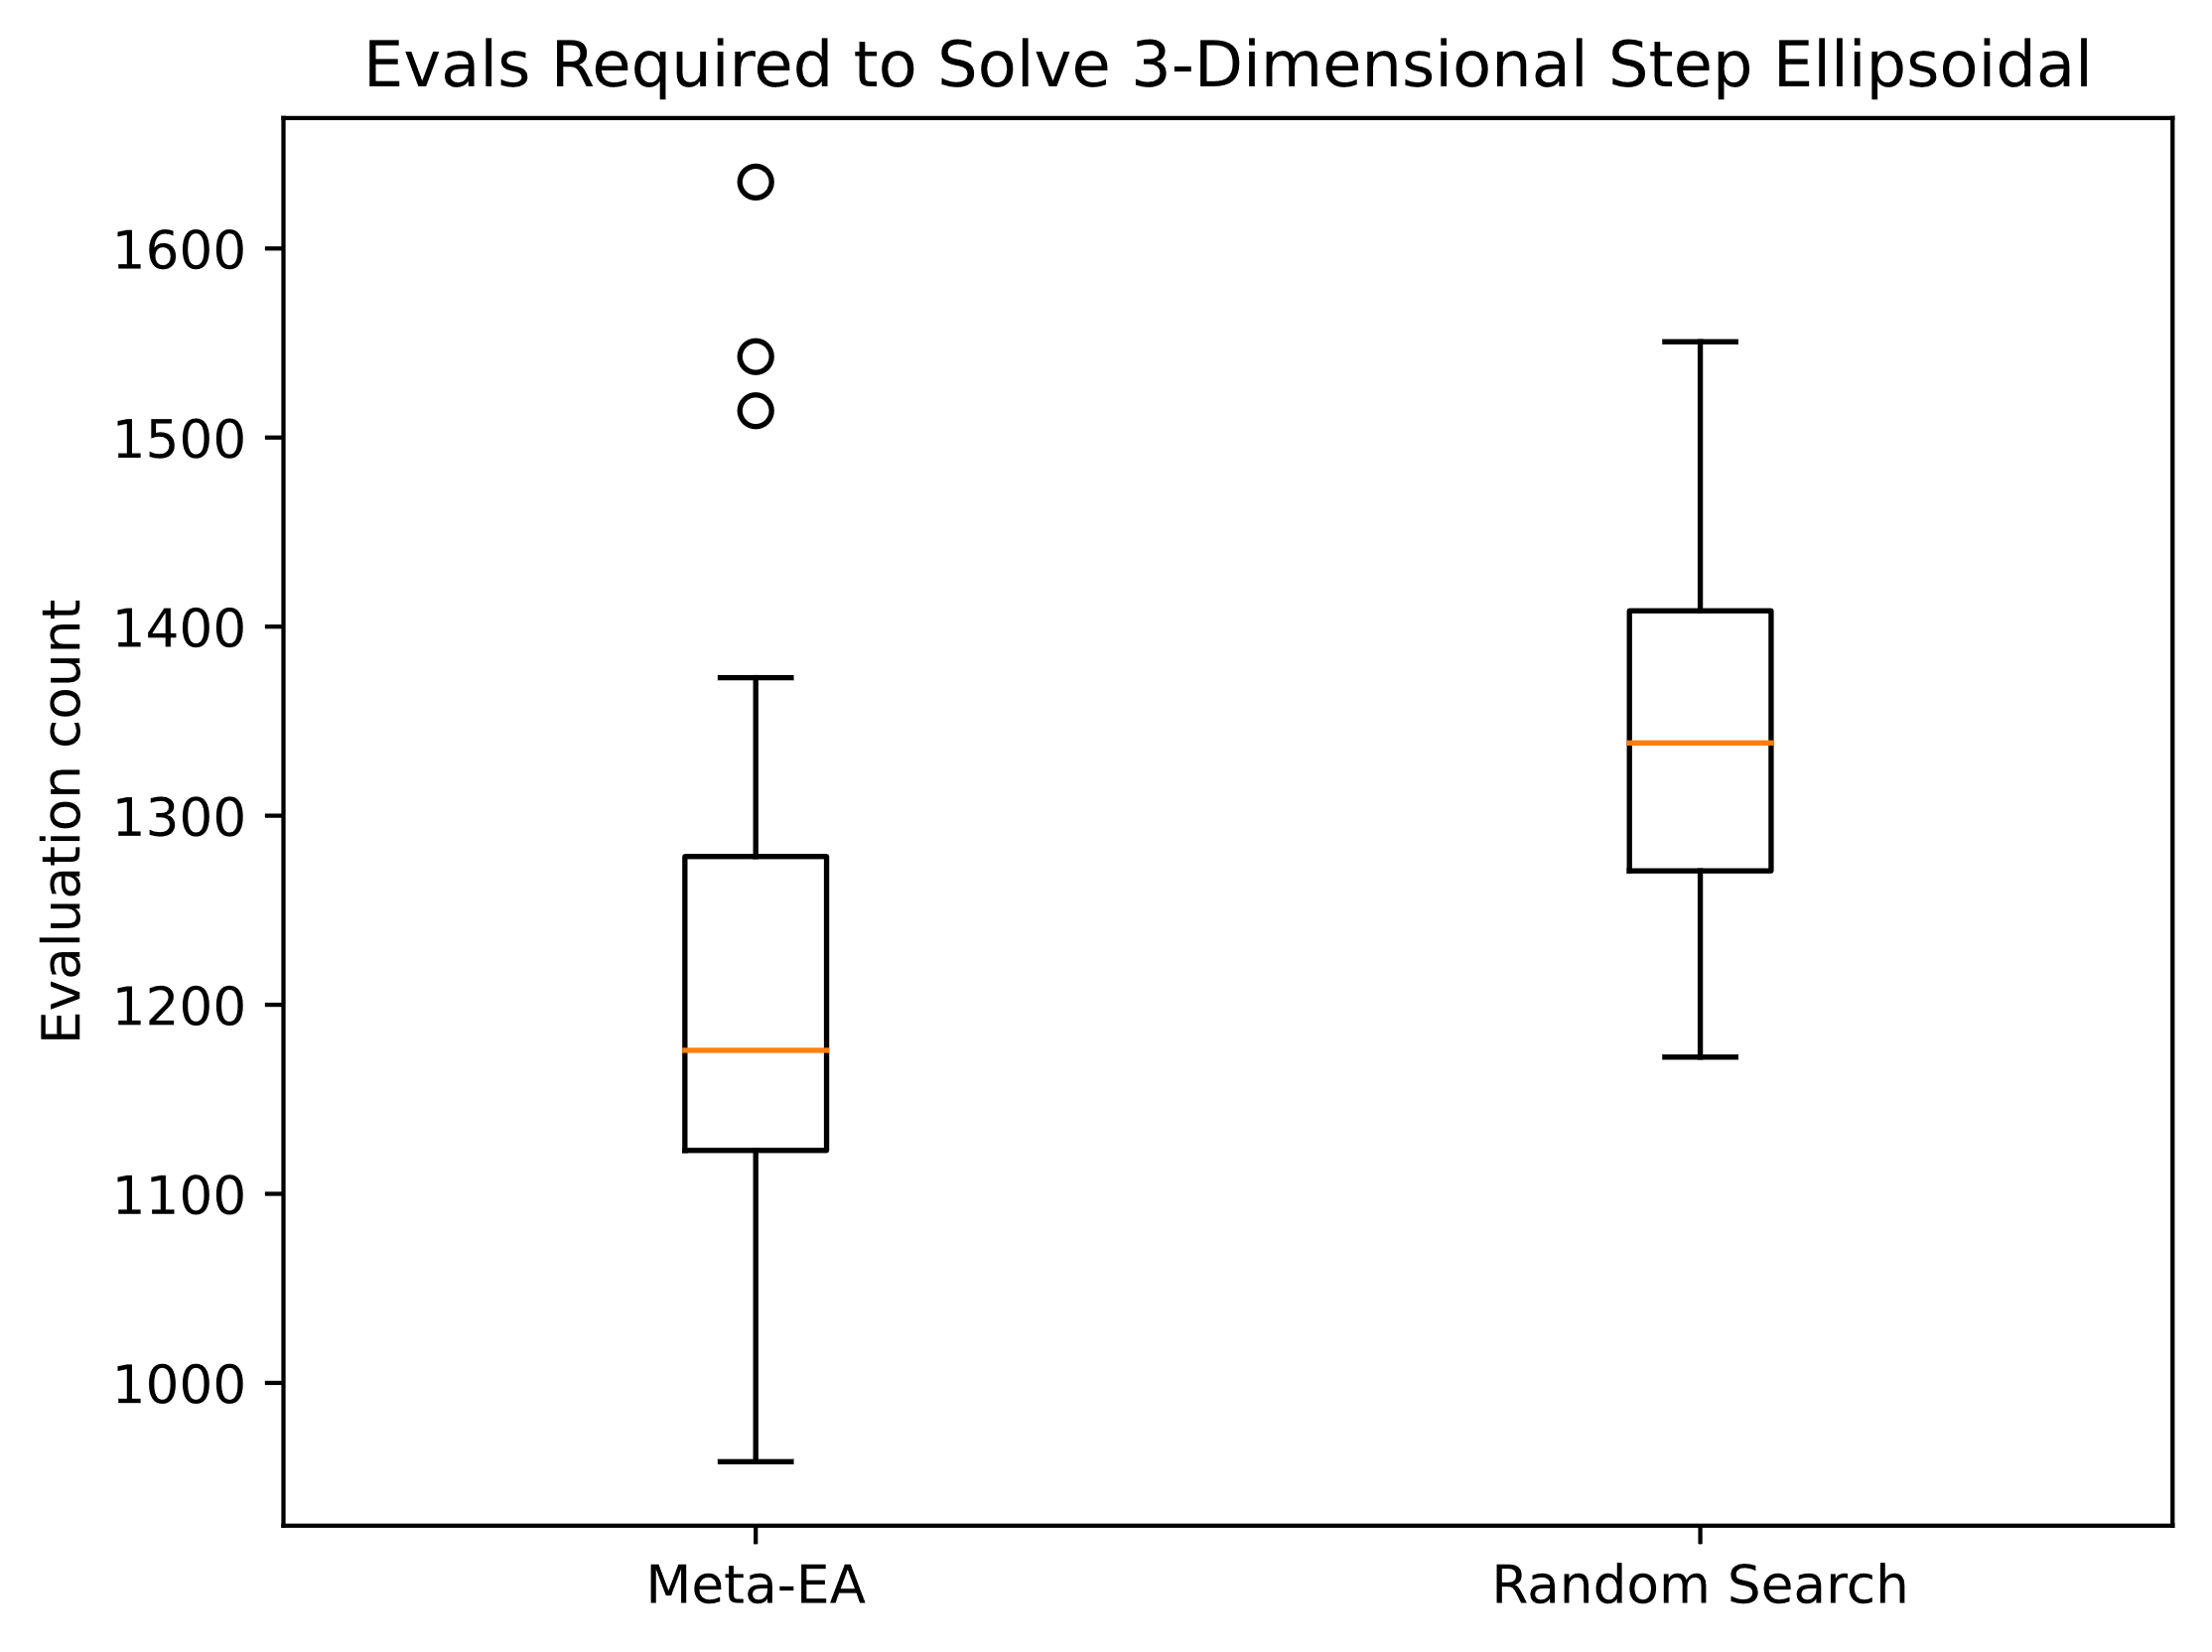 Evals Required to Solve 3-Dimensional Step Ellipsoidal
Evaluation count
1600
1500
1400
1300
1200
1100
1000
Meta-EA
Random Search